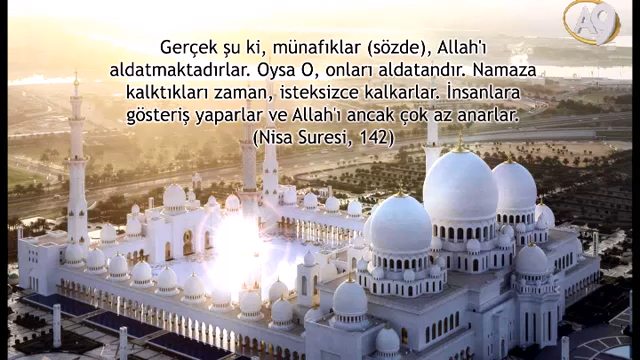 A9
Gerçek şu ki, münafıklar (sözde), Allah'ı
aldatmaktadırlar. Oysa O, onları aldatandır. Namaza
kalktıkları zaman, isteksizce kalkarlar. İnsanlara
gösteriş yaparlar ve Allah'ı ancak çok az anarlar.
(Nisa Suresi, 142)